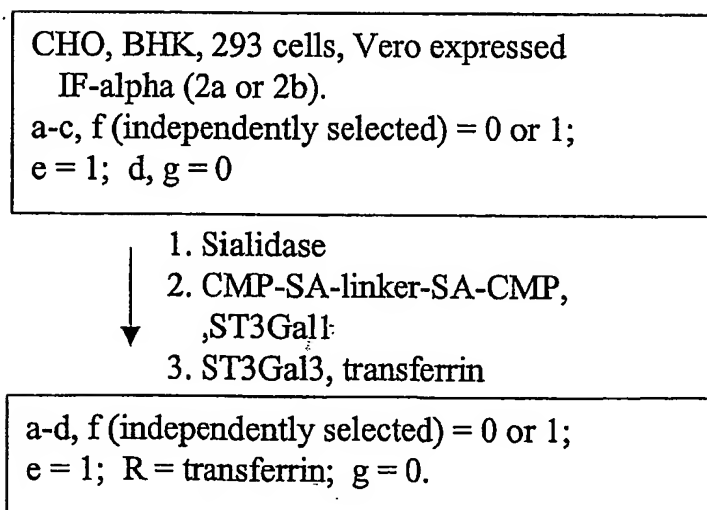 CHO, BHK, 293 cells, Vero expressed
IF-alpha (2a or 2b).
a-c, f (independently selected) = 0 or 1;
e = 1; d, g = 0
1. Sialidase
2. CMP-SA-linker-SA-CMP,
,ST3Gal1
3. ST3Gal3, transferrin
a-d, f (independently selected) = 0 or 1;
e = 1; R = transferrin; g = 0.